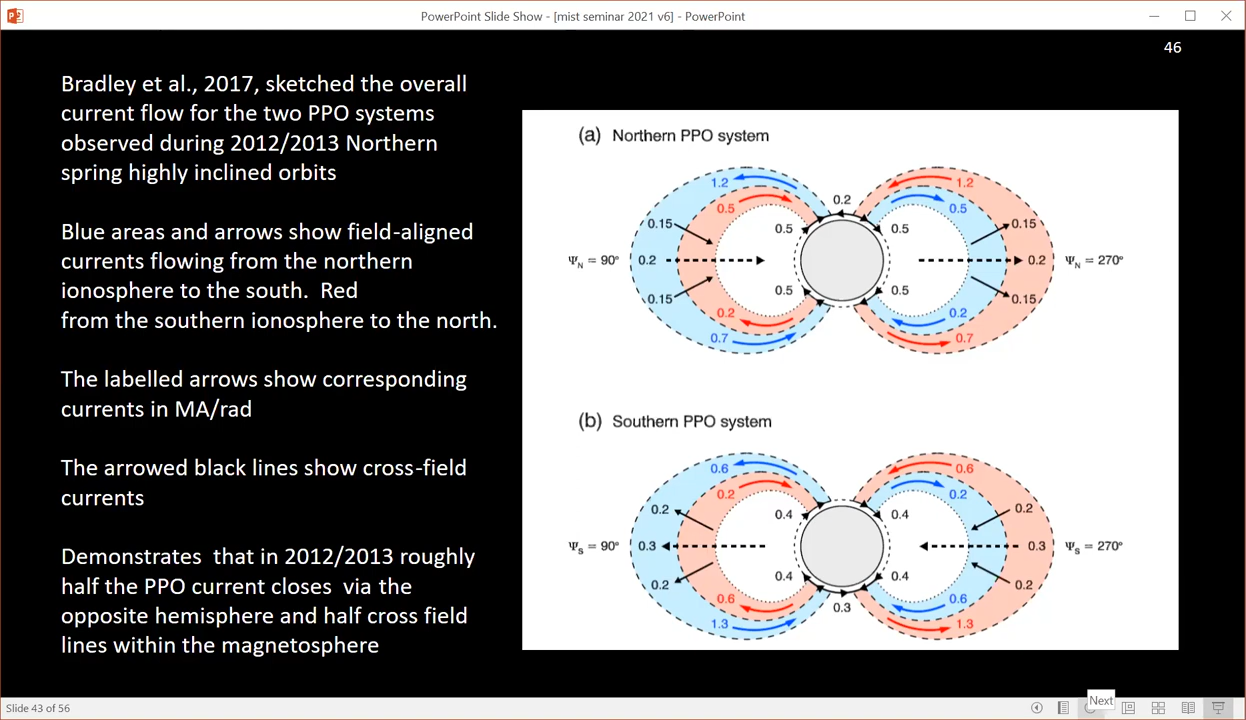 PowerPoint Slide Show - [mist seminar 2021 v6] - PowerPoint
46
Bradley et al., 2017, sketched the overall
current flow for the two PPO systems
observed during 2012/2013 Northern
spring highly inclined orbits
Blue areas and arrows show field-aligned
currents flowing from the northern
ionosphere to the south.  Red
from the southern ionosphere to the north.
The labelled arrows show corresponding
currents in MA/rad
The arrowed black lines show cross-field
currents
Demonstrates  that in 2012/2013 roughly
half the PPO current closes  via the
opposite hemisphere and half cross field
lines within the magnetosphere
(a) Northern PPO system
1.2 1.2
0.5 0.2 0.5
0.15 0.5 0.5 0.15
ΨN = 90° 0.2 0.2 ΨN = 270°
0.15 0.5 0.5 0.15
0.2 0.2
0.7 0.7
(b) Southern PPO system
0.6 0.6
0.2 0.2
0.2 0.4 0.4 0.2
ΨS = 90° 0.3 0.3 ΨS = 270°
0.2 0.4 0.4 0.2
0.6 0.3 0.6
1.3 1.3
Next
Slide 43 of 56